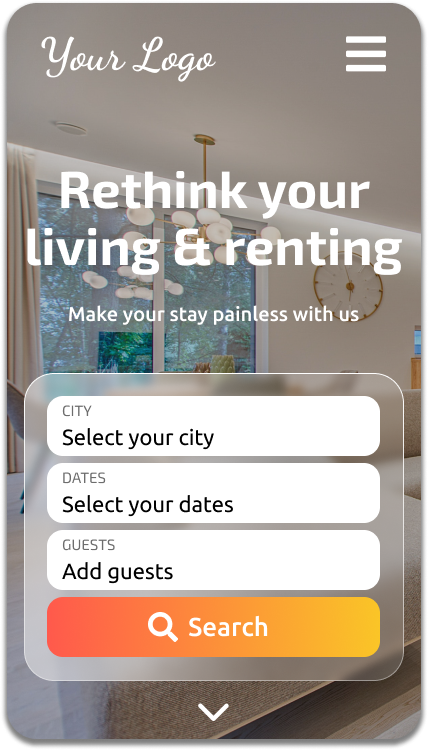 Your Logo
Rethink your
living & renting
Make your stay painless with us
CITY
Select your city
DATES
Select your dates
GUESTS
Add guests
Search